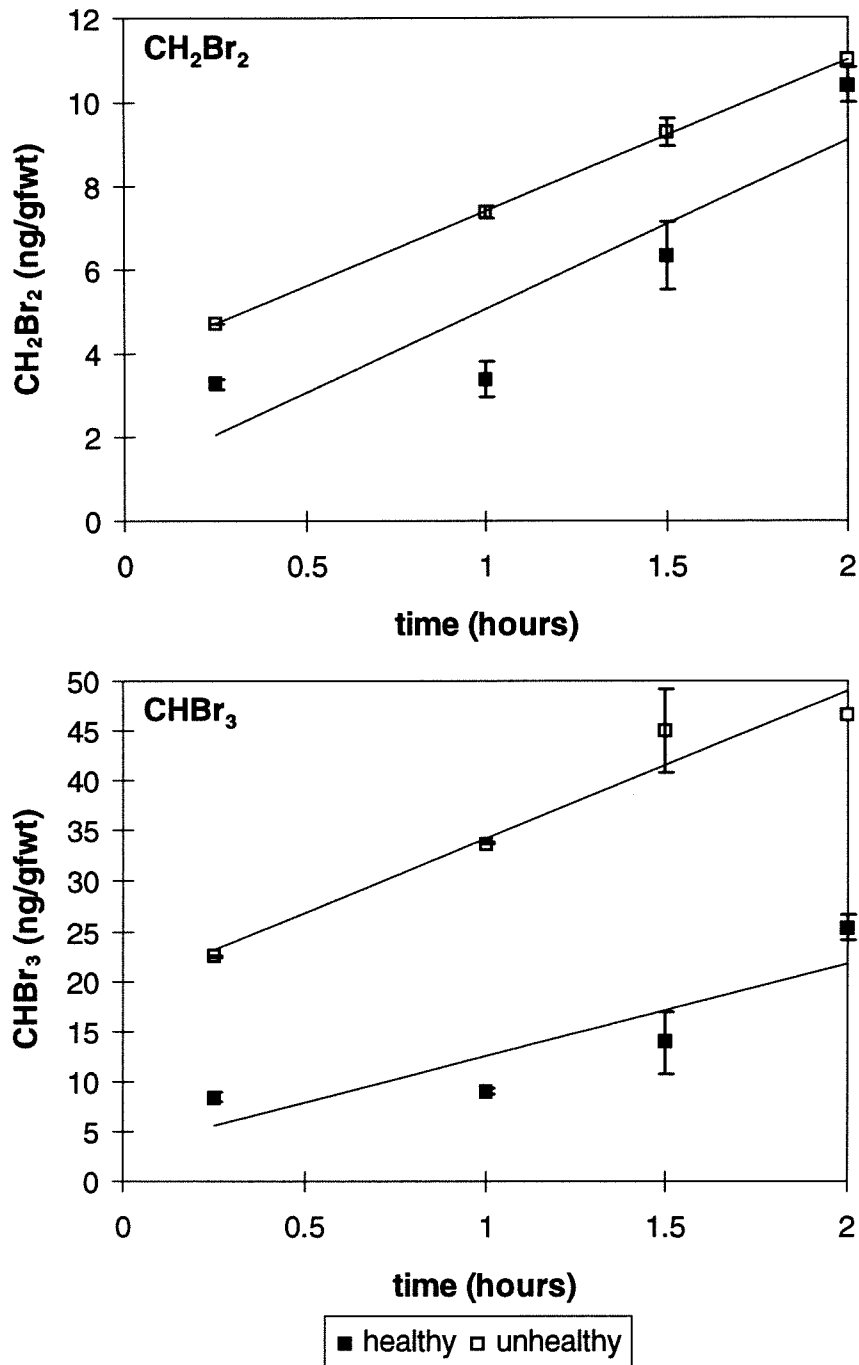 CH₂Br₂
CH₂Br₂ (ng/gfwt)
12
10
8
6
4
2
0
0 0.5 1 1.5 2
time (hours)
CHBr₃
CHBr₃ (ng/gfwt)
50
45
40
35
30
25
20
15
10
5
0
0 0.5 1 1.5 2
time (hours)
healthy unhealthy